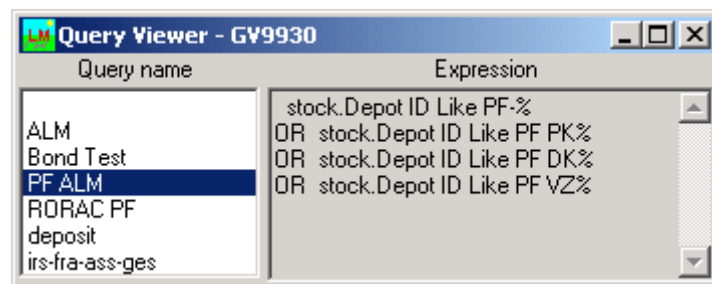 LM Query Viewer - GV9930
Query name Expression
ALM
Bond Test
PF ALM
RORAC PF
deposit
irs-fra-ass-ges
stock.Depot ID Like PF-%
OR stock.Depot ID Like PF PK%
OR stock.Depot ID Like PF DK%
OR stock.Depot ID Like PF VZ%